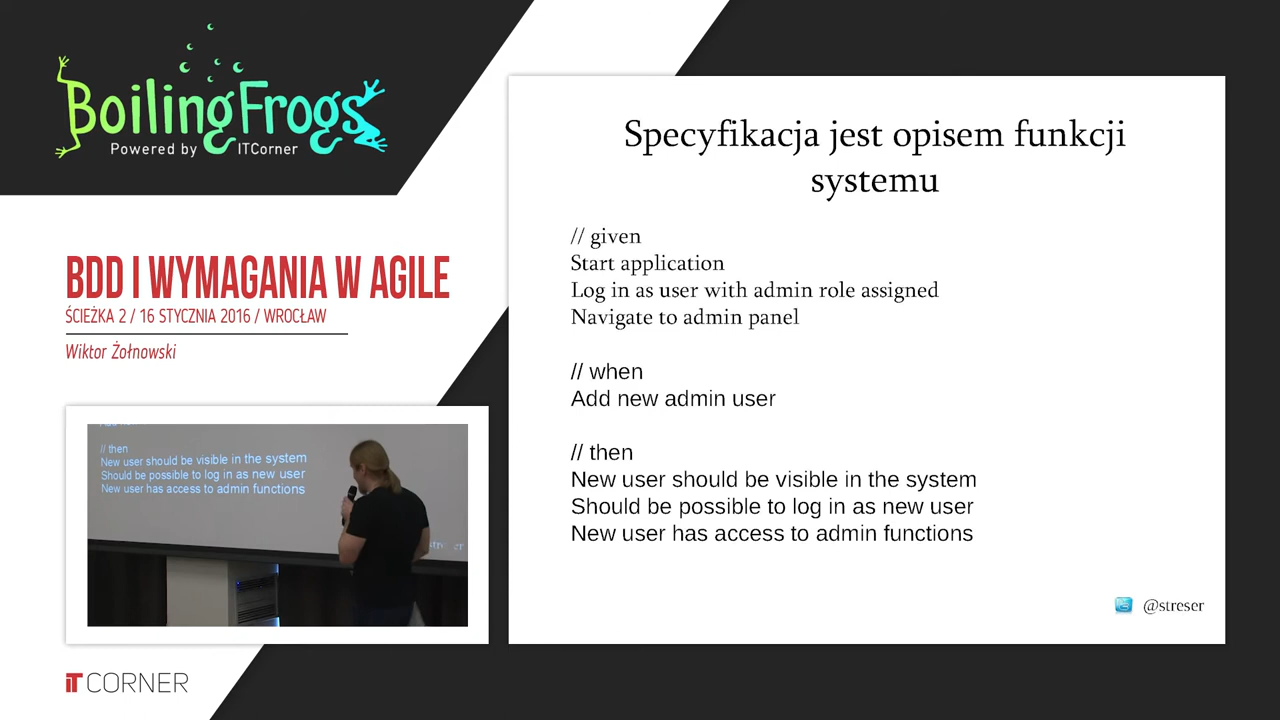 BoilingFrogs
Powered by ITCorner
BDD I WYMAGANIA W AGILE
ŚCIEŻKA 2 / 16 STYCZNIA 2016 / WROCŁAW
Wiktor Żołnowski
// then
New user should be visible in the system
Should be possible to log in as new user
New user has access to admin functions
IT CORNER
Specyfikacja jest opisem funkcji
systemu
// given
Start application
Log in as user with admin role assigned
Navigate to admin panel
// when
Add new admin user
// then
New user should be visible in the system
Should be possible to log in as new user
New user has access to admin functions
@streser